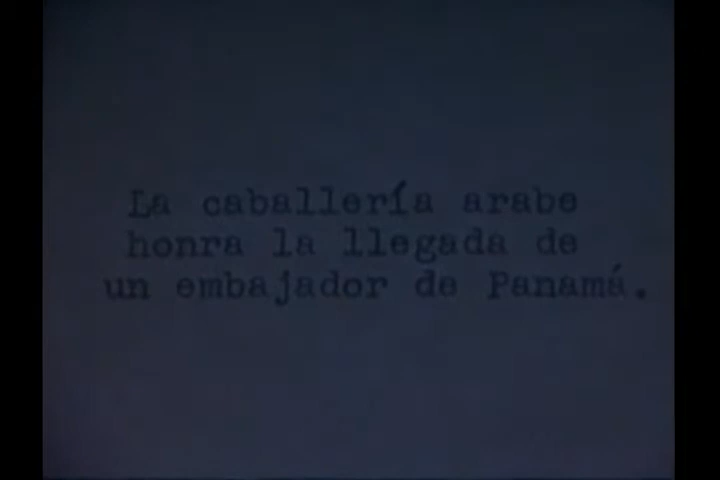 La caballería arabe
honra la llegada de
un embajador de Panamá.